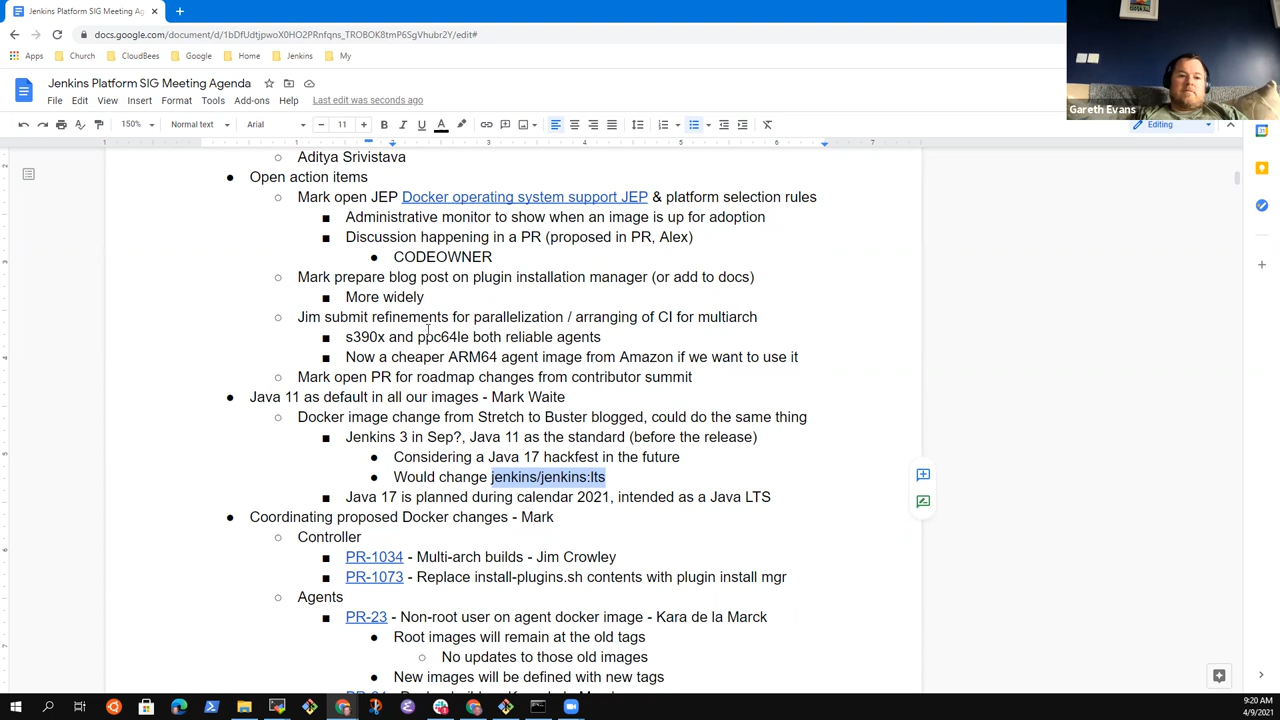 Jenkins Platform SIG Meeting Ag
docs.google.com/document/d/1bDfUdtjpwoX0HO2PRnfqns_TROBOK8tmP6SgVhubr2Y/edit#
Apps Church CloudBees Google Home Jenkins My
Jenkins Platform SIG Meeting Agenda
File Edit View Insert Format Tools Add-ons Help Last edit was seconds ago
150% Normal text Arial 11 Editing
Gareth Evans
1 1 2 3 4 5 6 7
Aditya Srivistava
Open action items
Mark open JEP Docker operating system support JEP & platform selection rules
Administrative monitor to show when an image is up for adoption
Discussion happening in a PR (proposed in PR, Alex)
CODEOWNER
Mark prepare blog post on plugin installation manager (or add to docs)
More widely
Jim submit refinements for parallelization / arranging of CI for multiarch
s390x and ppc64le both reliable agents
Now a cheaper ARM64 agent image from Amazon if we want to use it
Mark open PR for roadmap changes from contributor summit
Java 11 as default in all our images - Mark Waite
Docker image change from Stretch to Buster blogged, could do the same thing
Jenkins 3 in Sep?, Java 11 as the standard (before the release)
Considering a Java 17 hackfest in the future
Would change jenkins/jenkins:lts
Java 17 is planned during calendar 2021, intended as a Java LTS
Coordinating proposed Docker changes - Mark
Controller
PR-1034 - Multi-arch builds - Jim Crowley
PR-1073 - Replace install-plugins.sh contents with plugin install mgr
Agents
PR-23 - Non-root user on agent docker image - Kara de la Marck
Root images will remain at the old tags
No updates to those old images
New images will be defined with new tags
9:20 AM
4/9/2021